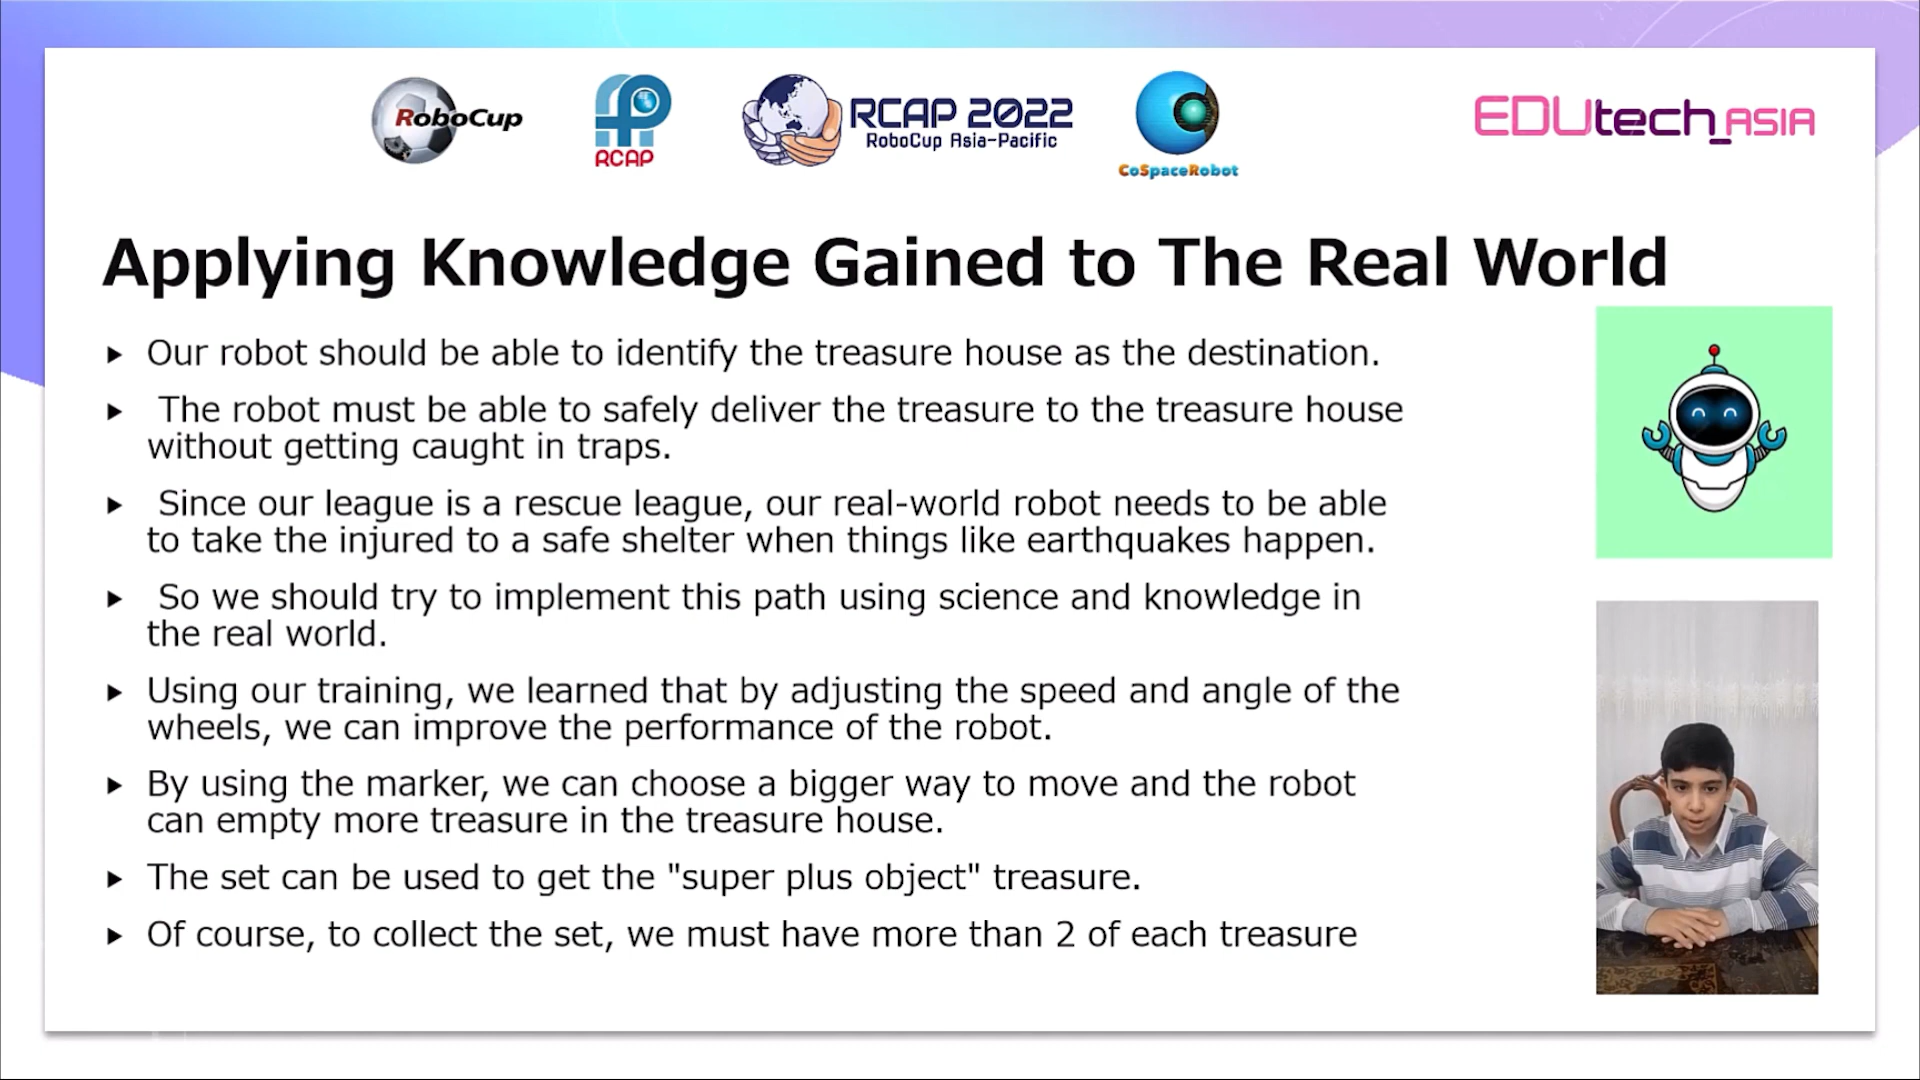 RoboCup
RCAP
RCAP 2022
RoboCup Asia-Pacific
CoSpaceRobot
EDUtech_ASIA
Applying Knowledge Gained to The Real World
Our robot should be able to identify the treasure house as the destination.
The robot must be able to safely deliver the treasure to the treasure house
without getting caught in traps.
Since our league is a rescue league, our real-world robot needs to be able
to take the injured to a safe shelter when things like earthquakes happen.
So we should try to implement this path using science and knowledge in
the real world.
Using our training, we learned that by adjusting the speed and angle of the
wheels, we can improve the performance of the robot.
By using the marker, we can choose a bigger way to move and the robot
can empty more treasure in the treasure house.
The set can be used to get the "super plus object" treasure.
Of course, to collect the set, we must have more than 2 of each treasure